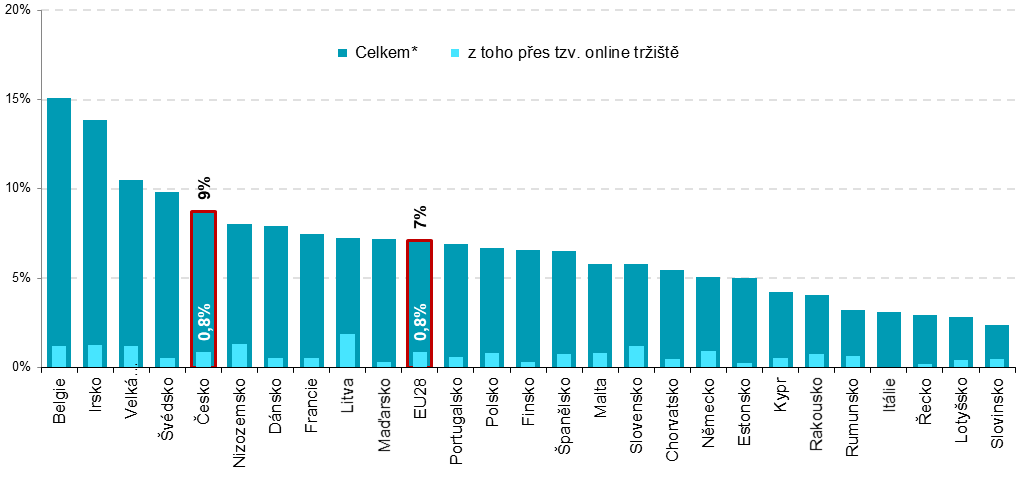 20%
Celkem*
z toho přes tzv. online tržiště
15%
10%
9%
7%
5%
0,8%
0,8%
0%
Belgie
Irsko
Velká…
Švédsko
Česko
Nizozemsko
Dánsko
Francie
Litva
Maďarsko
EU28
Portugalsko
Polsko
Finsko
Španělsko
Malta
Slovensko
Chorvatsko
Německo
Estonsko
Kypr
Rakousko
Rumunsko
Itálie
Řecko
Lotyšsko
Slovinsko